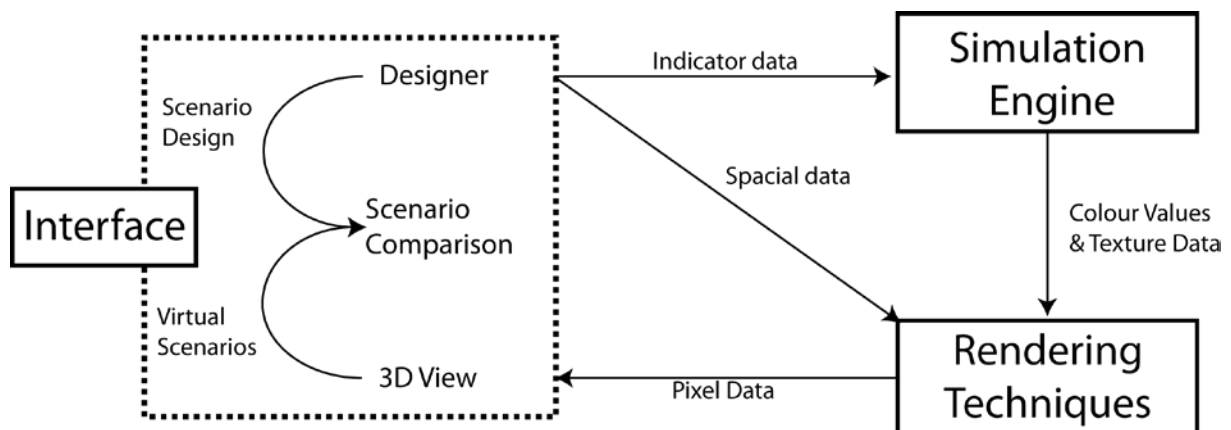 Designer
Scenario
Design
Interface
Scenario
Comparison
Virtual
Scenarios
3D View
Indicator data
Spacial data
Pixel Data
Simulation
Engine
Colour Values
& Texture Data
Rendering
Techniques